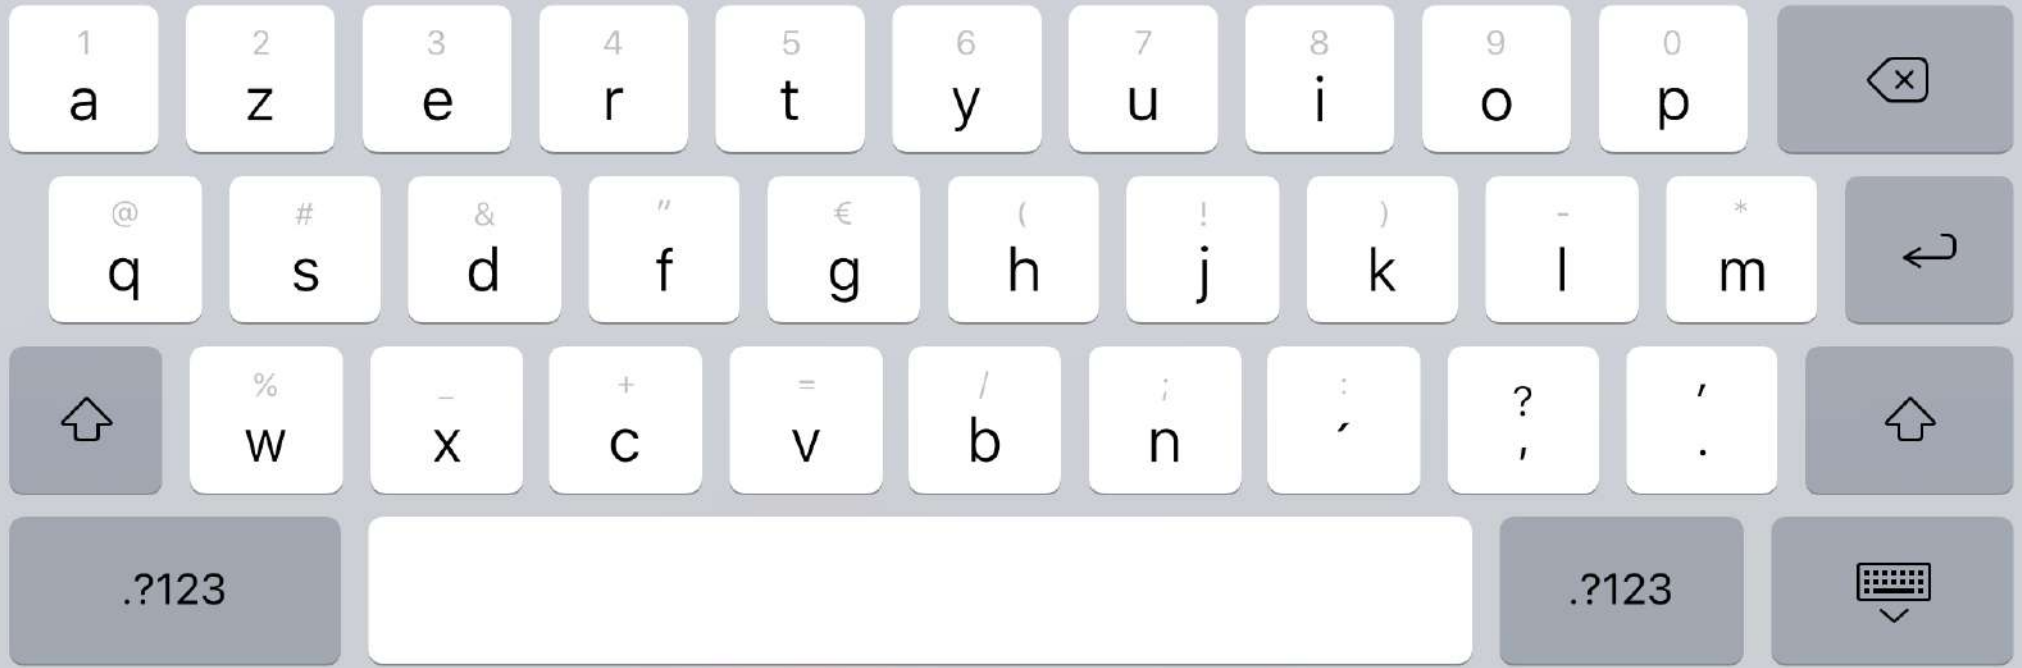 1 2 3 4 5 6 7 8 9 0
a z e r t y u i o p
@ # & " € ( ! ) - *
q s d f g h j k l m
% _ + = / ; : ? '
w x c v b n ´ , .
.?123 .?123